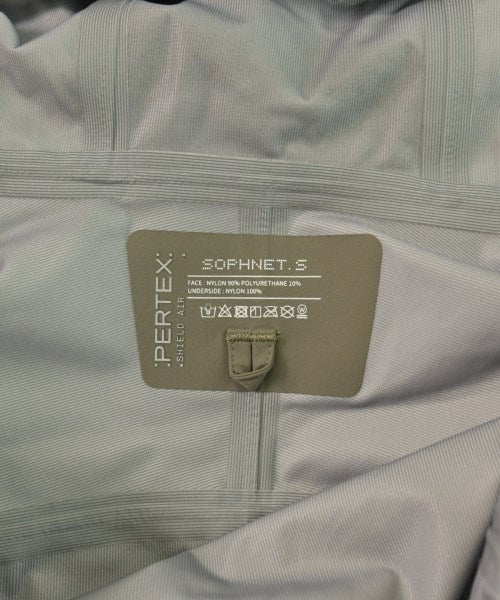 SOPHNET.S
FACE : NYLON 90% POLYURETHANE 10%
UNDERSIDE : NYLON 100%
:PERTEX:
SHIELD AIR